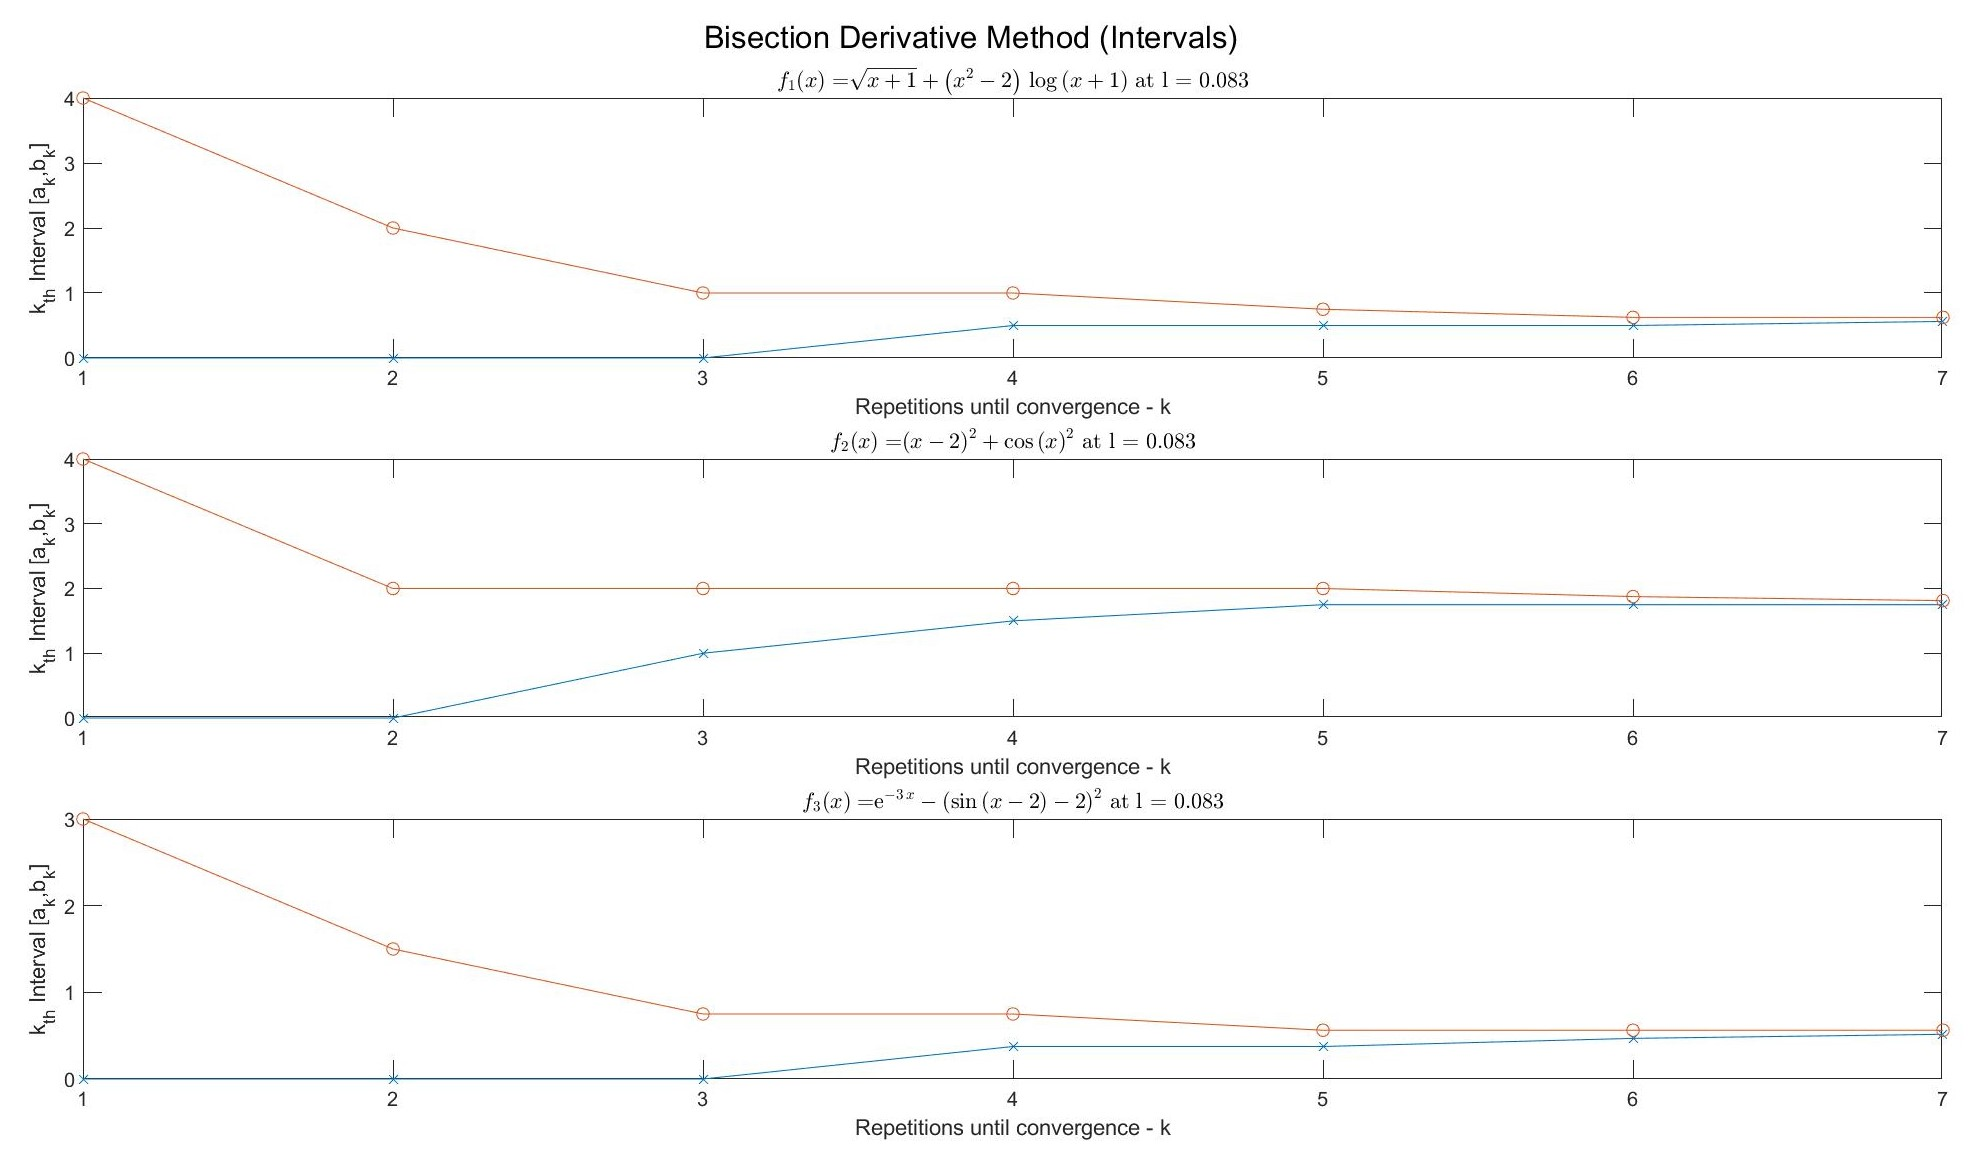 Bisection Derivative Method (Intervals)
f₁(x) =√(x + 1) + (x² − 2) log (x + 1) at l = 0.083
k_th Interval [a_k,b_k]
4
3
2
1
0
1 2 3 4 5 6 7
Repetitions until convergence - k
f₂(x) =(x − 2)² + cos (x)² at l = 0.083
k_th Interval [a_k,b_k]
4
3
2
1
0
1 2 3 4 5 6 7
Repetitions until convergence - k
f₃(x) =e⁻³ ˣ − (sin (x − 2) − 2)² at l = 0.083
k_th Interval [a_k,b_k]
3
2
1
0
1 2 3 4 5 6 7
Repetitions until convergence - k